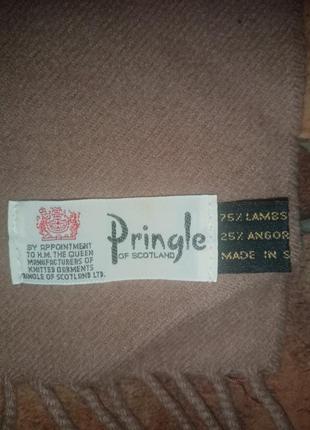 BY APPOINTMENT
TO H.M. THE QUEEN
MANUFACTURERS OF
KNITTED GARMENTS
PRINGLE OF SCOTLAND LTD.
Pringle
OF SCOTLAND
75% LAMBS
25% ANGOR
MADE IN S